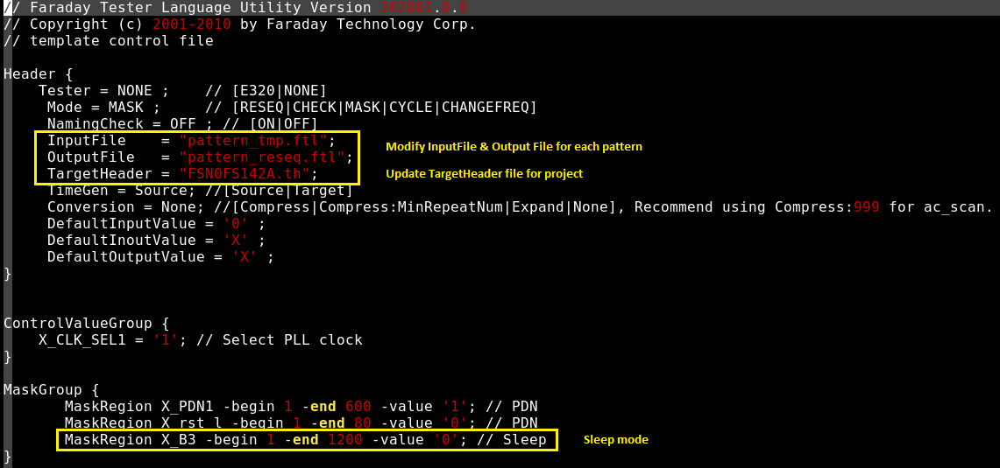 // Faraday Tester Language Utility Version 202001.0.0
// Copyright (c) 2001-2010 by Faraday Technology Corp.
// template control file
Header {
Tester = NONE ; // [E320|NONE]
Mode = MASK ; // [RESEQ|CHECK|MASK|CYCLE|CHANGEFREQ]
NamingCheck = OFF ; // [ON|OFF]
InputFile = "pattern_tmp.ftl";
OutputFile = "pattern_reseq.ftl";
Modify InputFile & Output File for each pattern
TargetHeader = "FSN0FS142A.th";
Update TargetHeader file for project
TimeGen = Source; //[Source|Target]
Conversion = None; //[Compress|Compress:MinRepeatNum|Expand|None], Recommend using Compress:999 for ac_scan.
DefaultInputValue = '0' ;
DefaultInoutValue = 'X' ;
DefaultOutputValue = 'X' ;
}
ControlValueGroup {
X_CLK_SEL1 = '1'; // Select PLL clock
}
MaskGroup {
MaskRegion X_PDN1 -begin 1 -end 600 -value '1'; // PDN
MaskRegion X_rst_l -begin 1 -end 80 -value '0'; // PDN
MaskRegion X_B3 -begin 1 -end 1200 -value '0'; // Sleep
Sleep mode
}